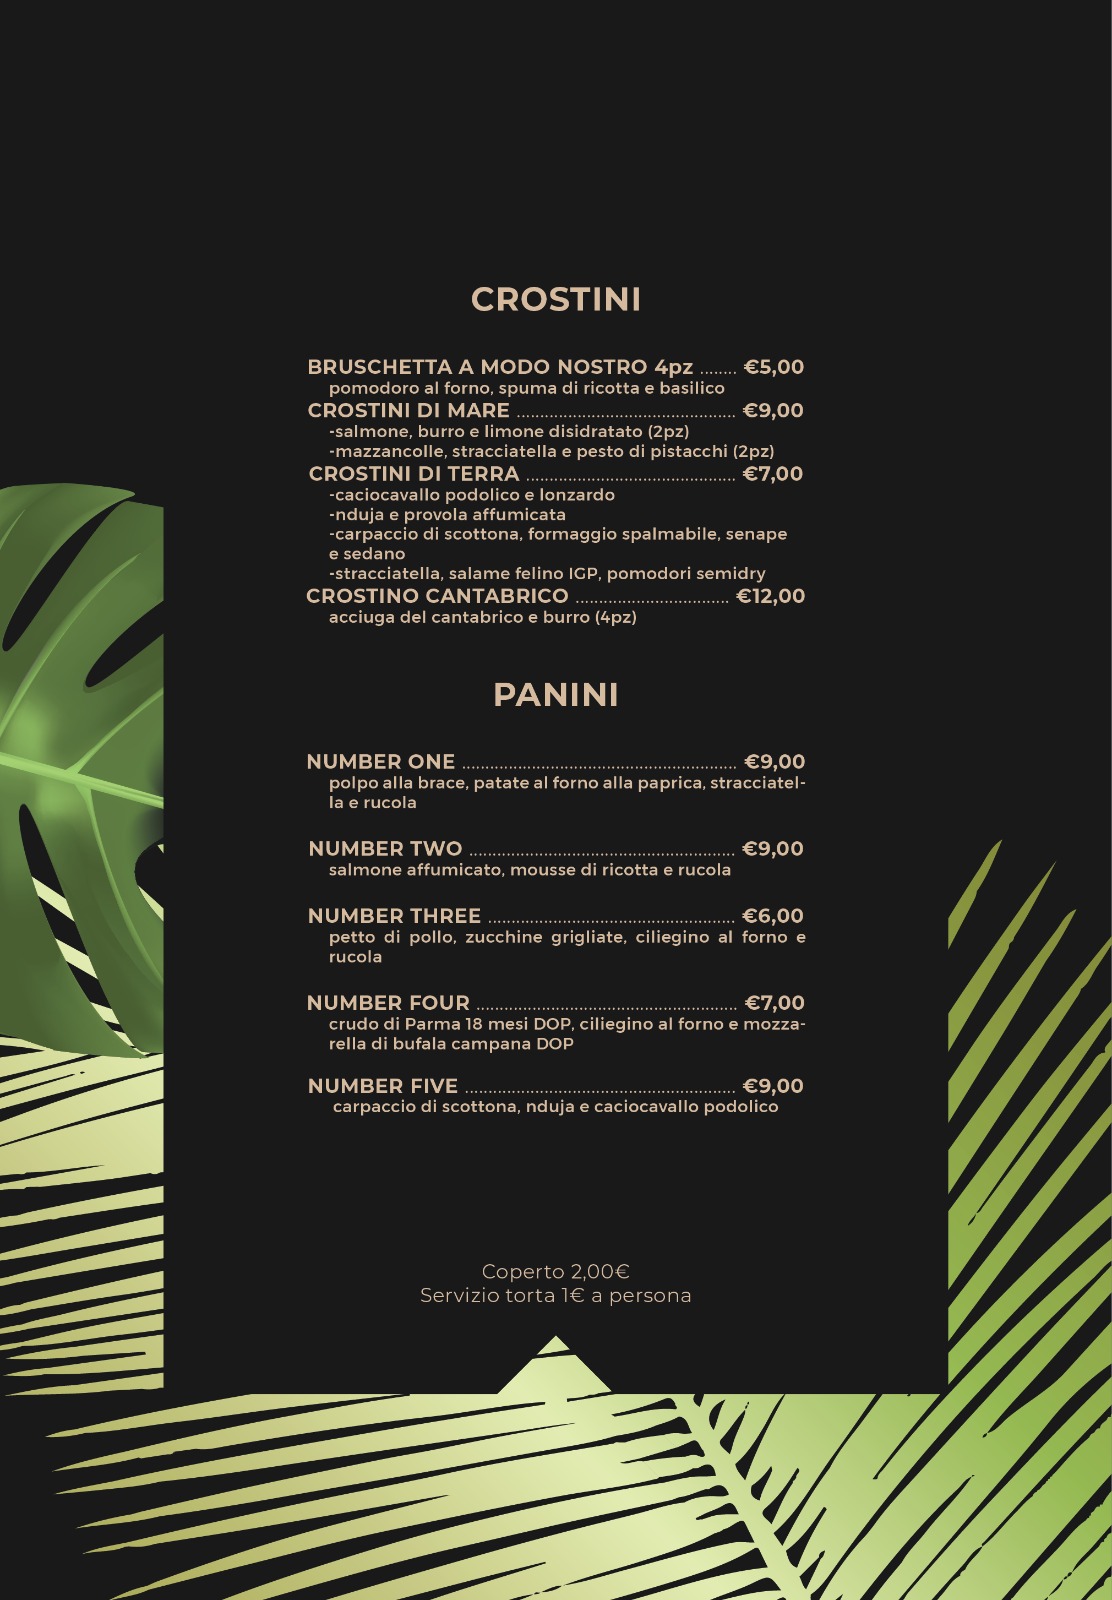 CROSTINI
BRUSCHETTA A MODO NOSTRO 4pz ........ €5,00
pomodoro al forno, spuma di ricotta e basilico
CROSTINI DI MARE ............................................... €9,00
-salmone, burro e limone disidratato (2pz)
-mazzancolle, stracciatella e pesto di pistacchi (2pz)
CROSTINI DI TERRA ............................................. €7,00
-caciocavallo podolico e lonzardo
-nduja e provola affumicata
-carpaccio di scottona, formaggio spalmabile, senape
e sedano
-stracciatella, salame felino IGP, pomodori semidry
CROSTINO CANTABRICO ................................. €12,00
acciuga del cantabrico e burro (4pz)
PANINI
NUMBER ONE ........................................................... €9,00
polpo alla brace, patate al forno alla paprica, stracciatel-
la e rucola
NUMBER TWO ......................................................... €9,00
salmone affumicato, mousse di ricotta e rucola
NUMBER THREE ..................................................... €6,00
petto di pollo, zucchine grigliate, ciliegino al forno e
rucola
NUMBER FOUR ........................................................ €7,00
crudo di Parma 18 mesi DOP, ciliegino al forno e mozza-
rella di bufala campana DOP
NUMBER FIVE .......................................................... €9,00
carpaccio di scottona, nduja e caciocavallo podolico
Coperto 2,00€
Servizio torta 1€ a persona